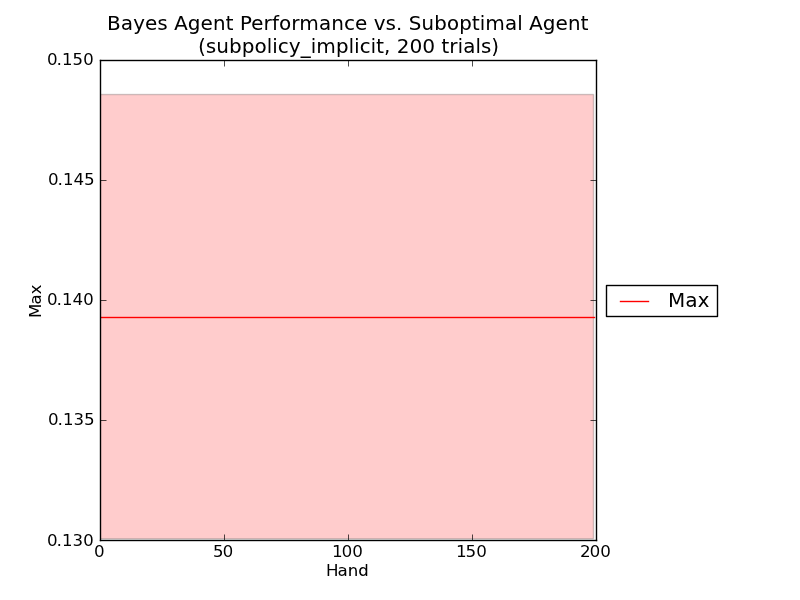 Bayes Agent Performance vs. Suboptimal Agent
(subpolicy_implicit, 200 trials)
0.150
0.145
0.140
0.135
0.130
Max
0
50
100
150
200
Hand
Max